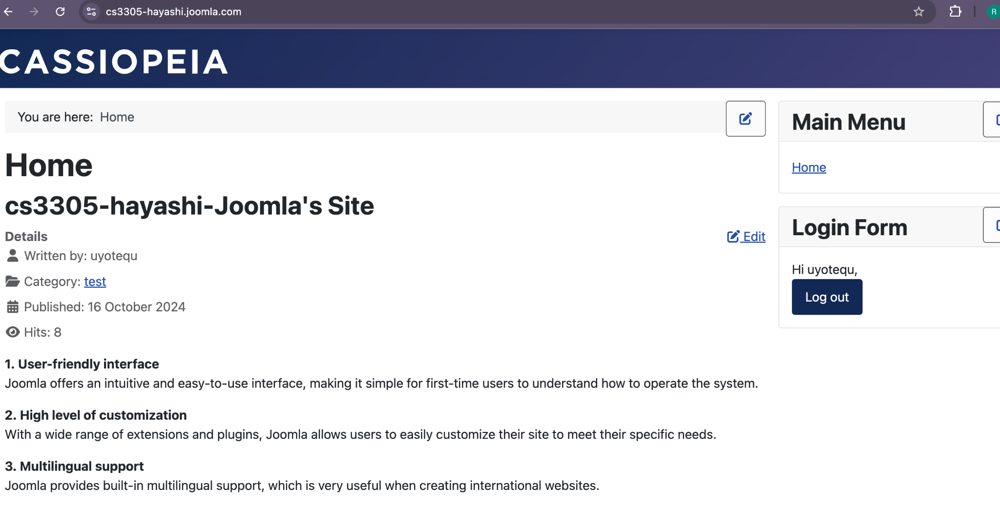 cs3305-hayashi.joomla.com
R
CASSIOPEIA
You are here: Home
Home
cs3305-hayashi-Joomla's Site
Details
Edit
Written by: uyotequ
Category: test
Published: 16 October 2024
Hits: 8
1. User-friendly interface
Joomla offers an intuitive and easy-to-use interface, making it simple for first-time users to understand how to operate the system.
2. High level of customization
With a wide range of extensions and plugins, Joomla allows users to easily customize their site to meet their specific needs.
3. Multilingual support
Joomla provides built-in multilingual support, which is very useful when creating international websites.
Main Menu
Home
Login Form
Hi uyotequ,
Log out